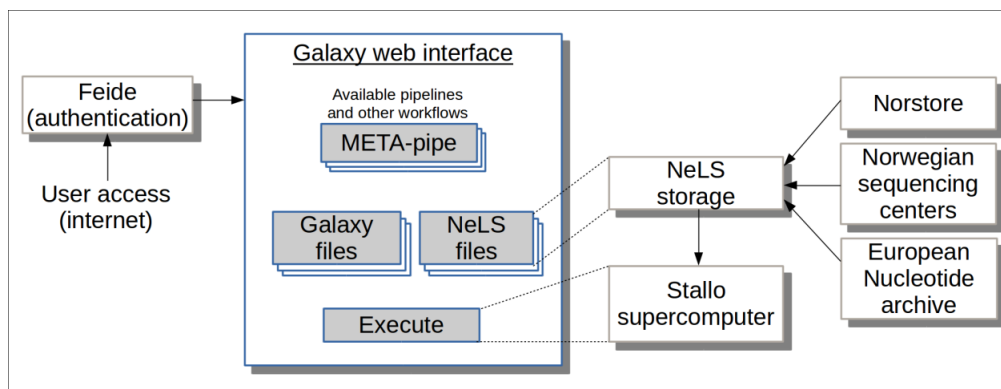 Galaxy web interface
Feide
(authentication)
User access
(internet)
Available pipelines
and other workflows
META-pipe
Galaxy
files
NeLS
files
Execute
NeLS
storage
Stallo
supercomputer
Norstore
Norwegian
sequencing
centers
European
Nucleotide
archive